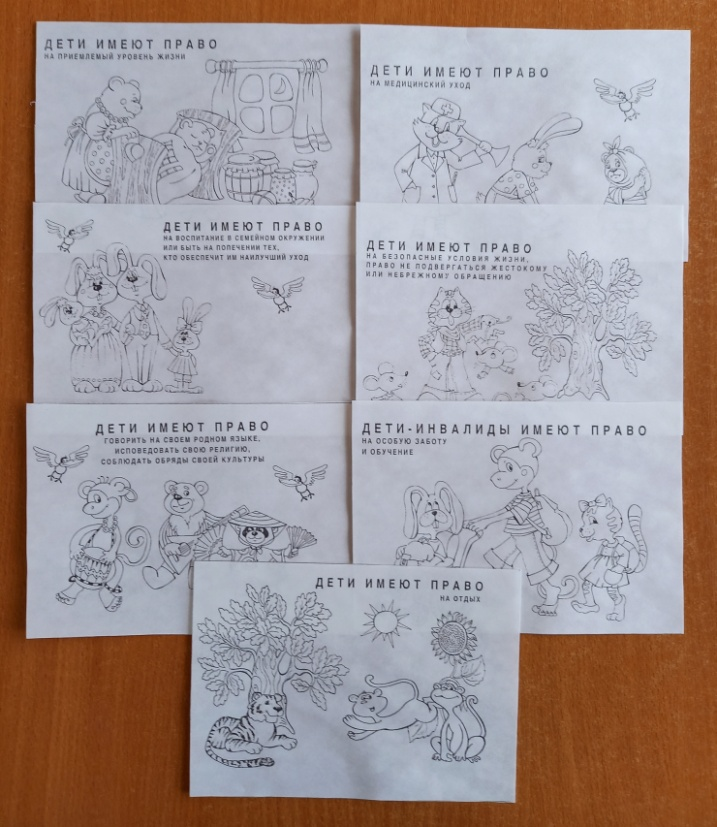 ДЕТИ ИМЕЮТ ПРАВО
НА ПРИЕМЛЕМЫЙ УРОВЕНЬ ЖИЗНИ
ДЕТИ ИМЕЮТ ПРАВО
НА МЕДИЦИНСКИЙ УХОД
ДЕТИ ИМЕЮТ ПРАВО
НА ВОСПИТАНИЕ В СЕМЕЙНОМ ОКРУЖЕНИИ
ИЛИ БЫТЬ НА ПОПЕЧЕНИИ ТЕХ,
КТО ОБЕСПЕЧИТ ИМ НАИЛУЧШИЙ УХОД
ДЕТИ ИМЕЮТ ПРАВО
НА БЕЗОПАСНЫЕ УСЛОВИЯ ЖИЗНИ,
ПРАВО НЕ ПОДВЕРГАТЬСЯ ЖЕСТОКОМУ
ИЛИ НЕБРЕЖНОМУ ОБРАЩЕНИЮ
ДЕТИ ИМЕЮТ ПРАВО
ГОВОРИТЬ НА СВОЕМ РОДНОМ ЯЗЫКЕ,
ИСПОВЕДОВАТЬ СВОЮ РЕЛИГИЮ,
СОБЛЮДАТЬ ОБРЯДЫ СВОЕЙ КУЛЬТУРЫ
ДЕТИ-ИНВАЛИДЫ ИМЕЮТ ПРАВО
НА ОСОБУЮ ЗАБОТУ
И ОБУЧЕНИЕ
ДЕТИ ИМЕЮТ ПРАВО
НА ОТДЫХ